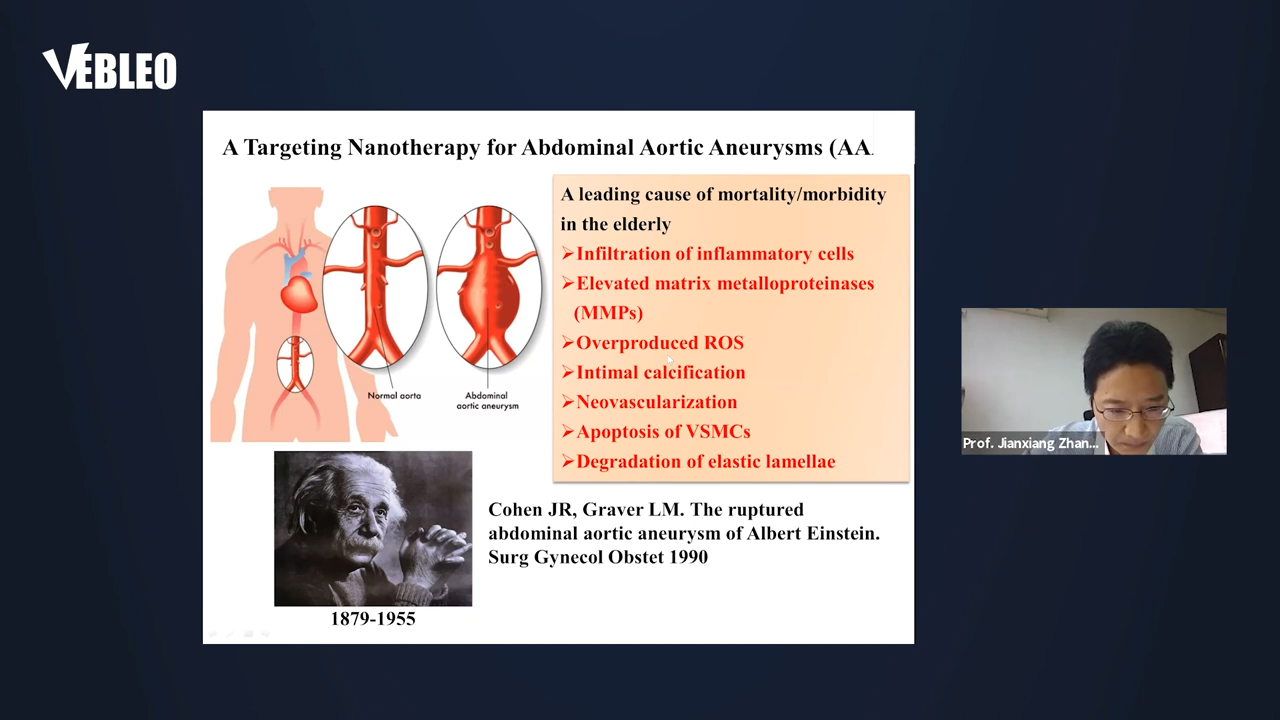 VEBLEO
A Targeting Nanotherapy for Abdominal Aortic Aneurysms (AA
A leading cause of mortality/morbidity
in the elderly
➢Infiltration of inflammatory cells
➢Elevated matrix metalloproteinases
(MMPs)
➢Overproduced ROS
➢Intimal calcification
➢Neovascularization
➢Apoptosis of VSMCs
➢Degradation of elastic lamellae
Normal aorta
Abdominal
aortic aneurysm
Cohen JR, Graver LM. The ruptured
abdominal aortic aneurysm of Albert Einstein.
Surg Gynecol Obstet 1990
1879-1955
Prof. Jianxiang Zhan...